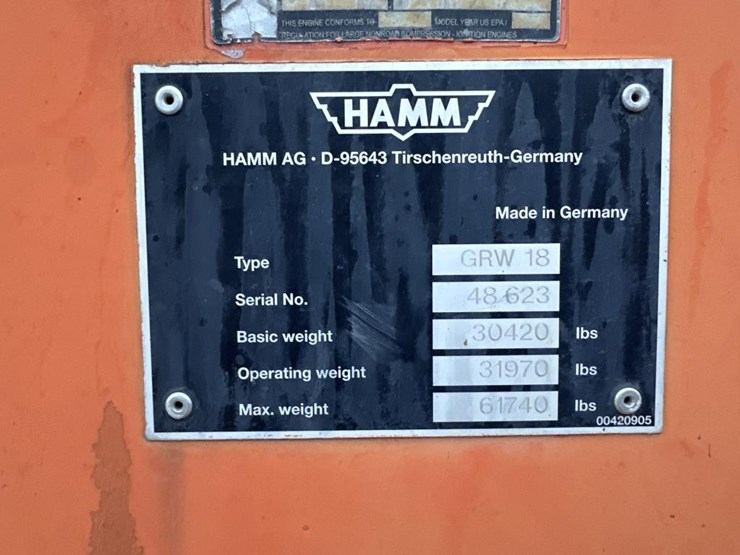 THIS ENGINE CONFORMS TO MODEL YEAR US EPA
REGULATION FOR LARGE NONROAD COMPRESSION - IGNITION ENGINES
HAMM
HAMM AG · D-95643 Tirschenreuth-Germany
Made in Germany
Type GRW 18
Serial No. 48 623
Basic weight 30420 lbs
Operating weight 31970 lbs
Max. weight 61740 lbs
00420905